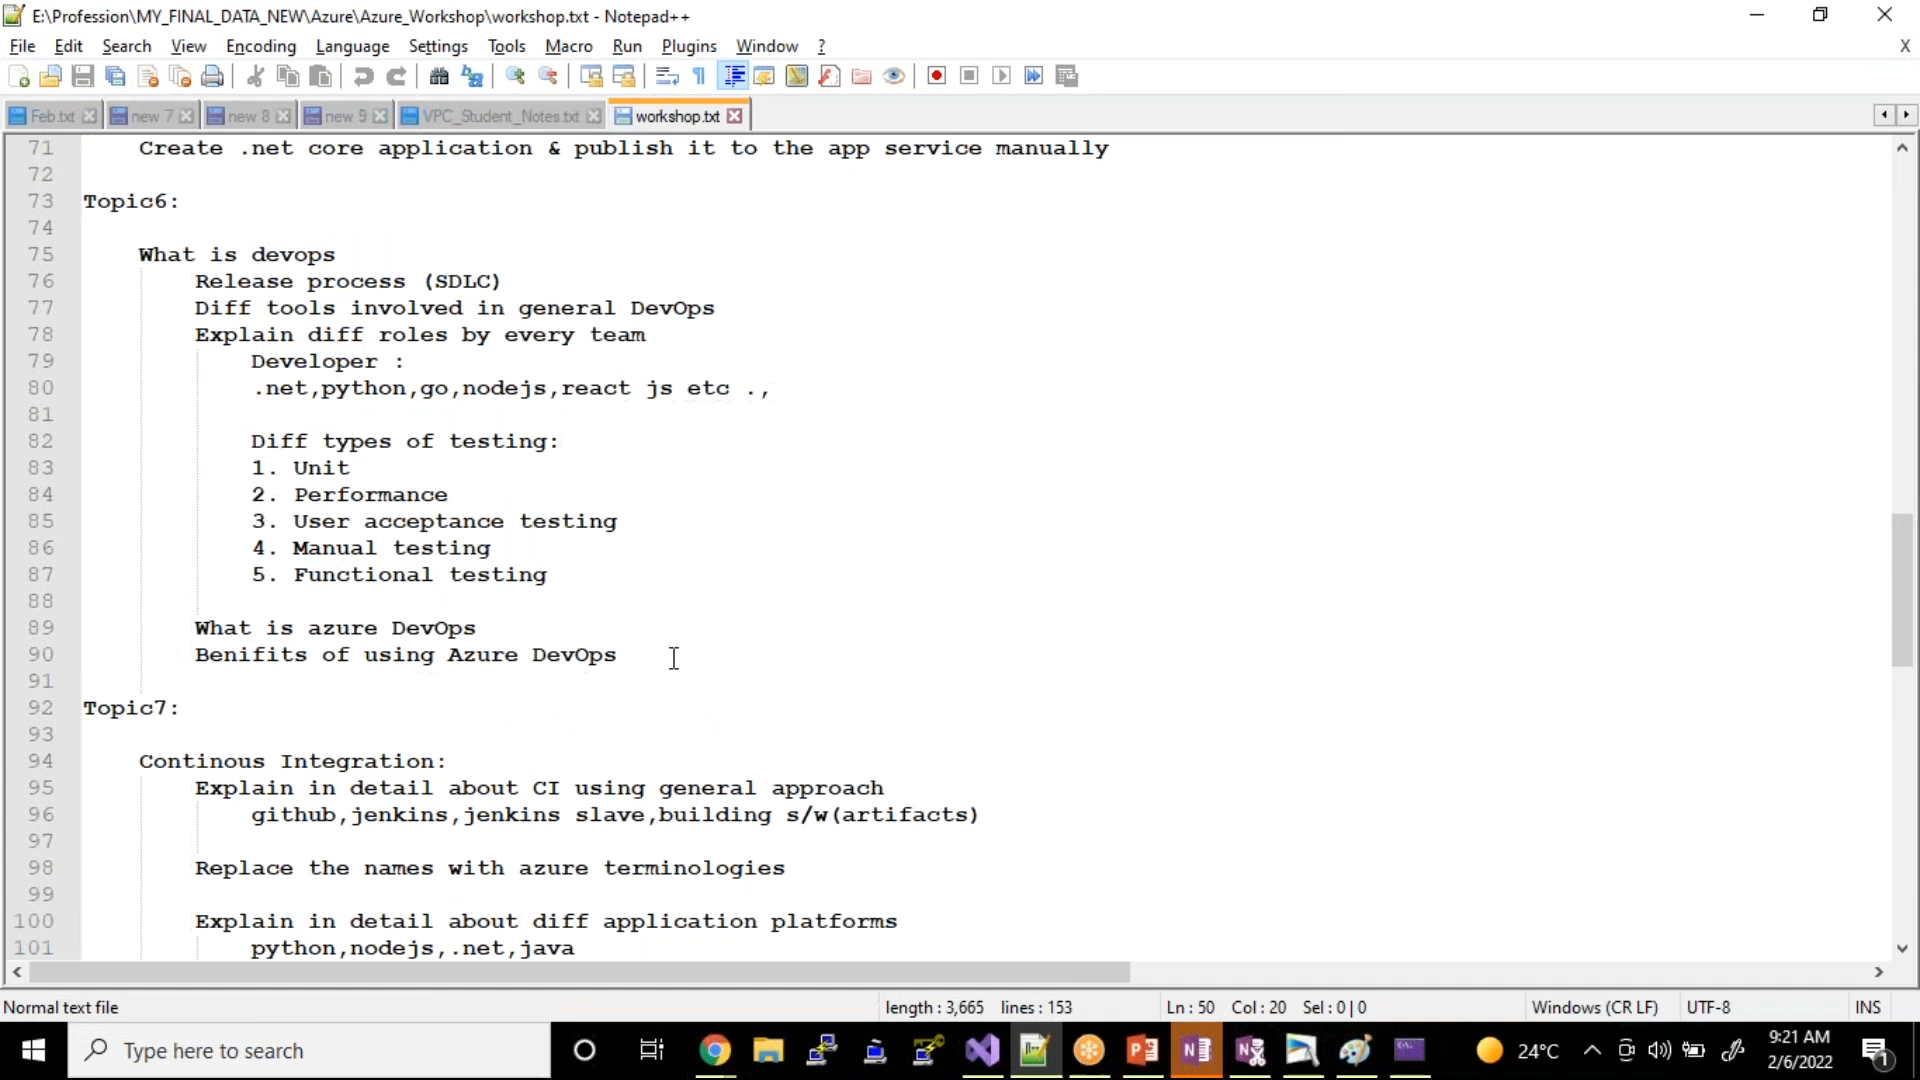 E:\Profession\MY_FINAL_DATA_NEW\Azure\Azure_Workshop\workshop.txt - Notepad++
File Edit Search View Encoding Language Settings Tools Macro Run Plugins Window ? X
Feb.txt new 7 new 8 new 9 VPC_Student_Notes.txt workshop.txt
71 Create .net core application & publish it to the app service manually
72
73 Topic6:
74
75 What is devops
76 Release process (SDLC)
77 Diff tools involved in general DevOps
78 Explain diff roles by every team
79 Developer :
80 .net,python,go,nodejs,react js etc .,
81
82 Diff types of testing:
83 1. Unit
84 2. Performance
85 3. User acceptance testing
86 4. Manual testing
87 5. Functional testing
88
89 What is azure DevOps
90 Benifits of using Azure DevOps
91
92 Topic7:
93
94 Continous Integration:
95 Explain in detail about CI using general approach
96 github,jenkins,jenkins slave,building s/w(artifacts)
97
98 Replace the names with azure terminologies
99
100 Explain in detail about diff application platforms
101 python,nodejs,.net,java
Normal text file length : 3,665 lines : 153 Ln : 50 Col : 20 Sel : 0 | 0 Windows (CR LF) UTF-8 INS
Type here to search 24°C 9:21 AM
2/6/2022 1